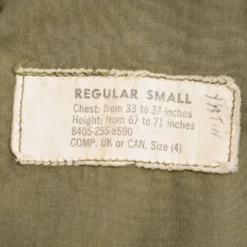 REGULAR SMALL
Chest: from 33 to 37 inches
Height: from 67 to 71 inches
8405-255-8590
COMP. UK or CAN. Size (4)